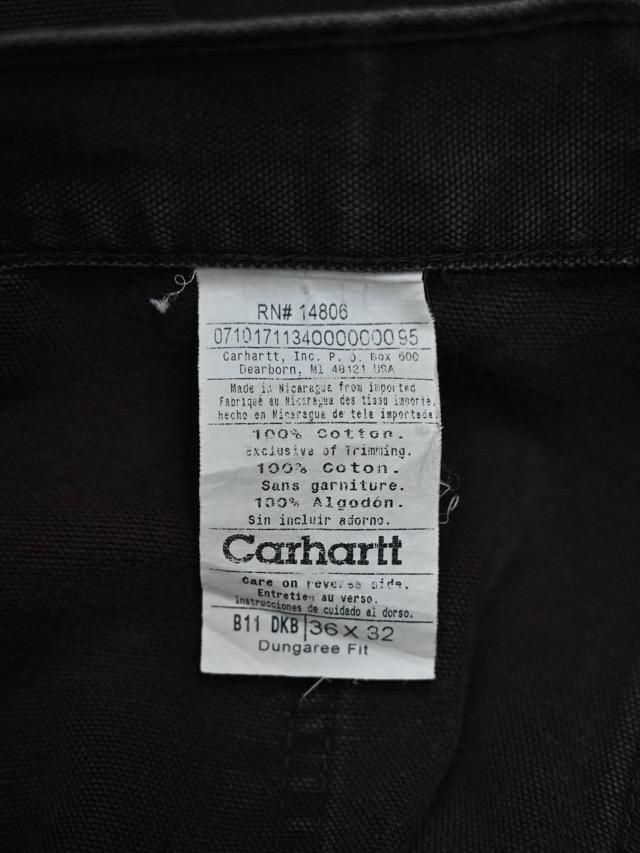 RN# 14806
0710171134000000095
Carhartt, Inc. P. O. Box 600
Dearborn, MI 48121 USA
Made in Nicaragua from imported
Fabriqué au Nicaragua des tissu importe.
hecho en Nicaragua de tela importada.
100% Cotton.
Exclusive of Trimming.
100% Coton.
Sans garniture.
100% Algodón.
Sin incluir adorno.
Carhartt
Care on reverse side.
Entretien au verso.
Instrucciones de cuidado al dorso.
B11 DKB 36 X 32
Dungaree Fit